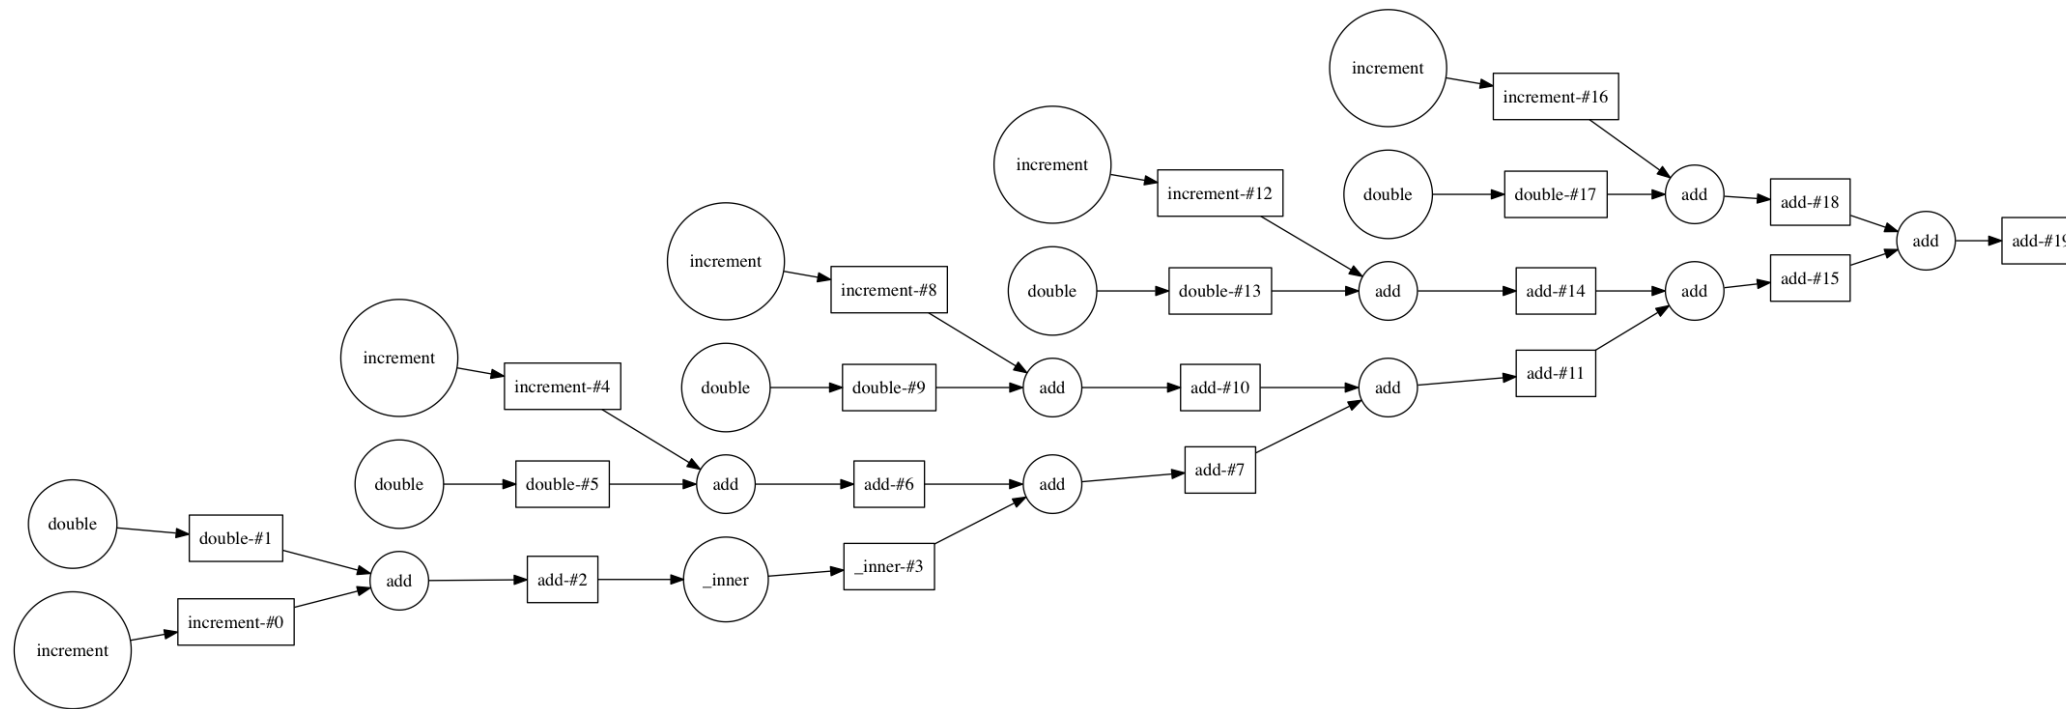 increment
increment-#16
increment
increment-#12
double
double-#17
add
add-#18
increment
add
add-#19
increment-#8
double
double-#13
add
add-#14
add
add-#15
increment
increment-#4
double
double-#9
add
add-#10
add
add-#11
double
double-#5
add
add-#6
add
add-#7
double
double-#1
add
add-#2
_inner
_inner-#3
increment-#0
increment